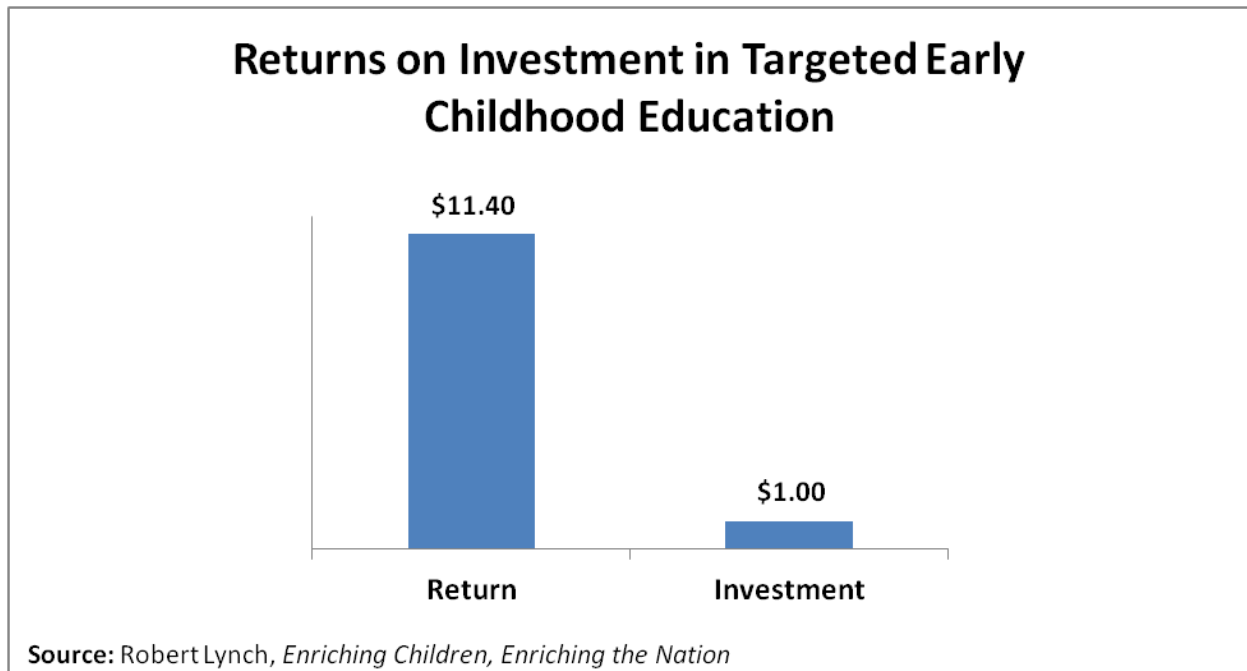 Returns on Investment in Targeted Early
Childhood Education
$11.40
$1.00
Return
Investment
Source: Robert Lynch, Enriching Children, Enriching the Nation